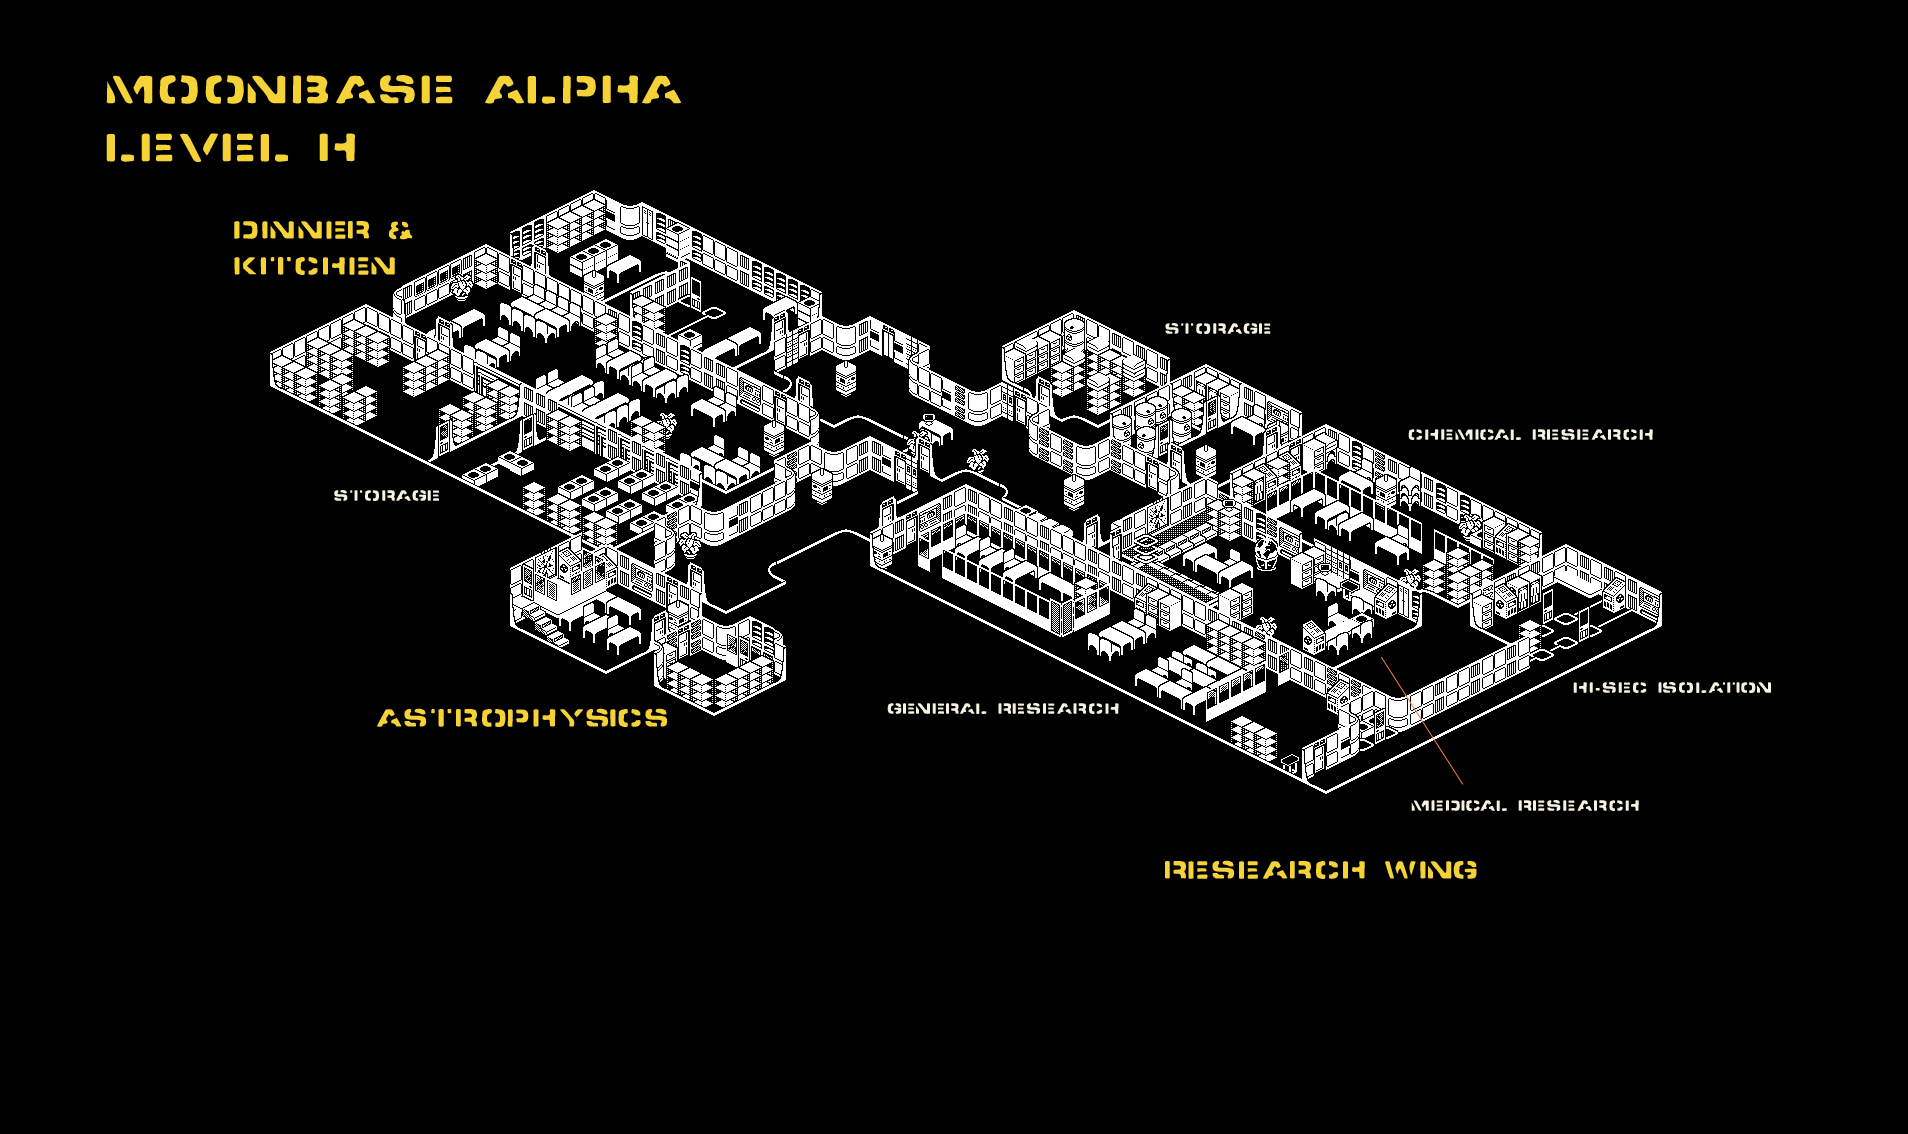 MOONBASE ALPHA
LEVEL H
DINNER &
KITCHEN
STORAGE
CHEMICAL RESEARCH
STORAGE
HI-SEC ISOLATION
GENERAL RESEARCH
ASTROPHYSICS
MEDICAL RESEARCH
RESEARCH WING